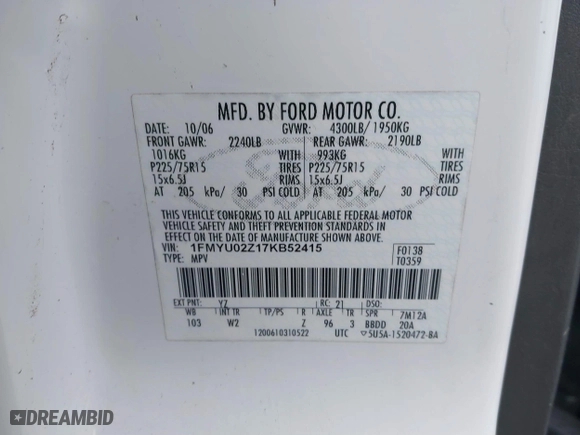 MFD. BY FORD MOTOR CO.
DATE: 10/06 GVWR: 4300LB/1950KG
FRONT GAWR: 2240LB REAR GAWR: 2190LB
1016KG WITH 993KG WITH
P225/75R15 TIRES P225/75R15 TIRES
15x6.5J RIMS 15x6.5J RIMS
AT 205 kPa/ 30 PSI COLD AT 205 kPa/ 30 PSI COLD
THIS VEHICLE CONFORMS TO ALL APPLICABLE FEDERAL MOTOR
VEHICLE SAFETY AND THEFT PREVENTION STANDARDS IN
EFFECT ON THE DATE OF MANUFACTURE SHOWN ABOVE.
VIN: 1FMYU02Z17KB52415 F0138
TYPE: MPV T0359
EXT PNT: YZ RC: 21 DSO:
WB INT TR TP/PS R AXLE TR SPR 7M12A
103 W2 Z 96 3 BBDD 20A
1200610310522 UTC 5U5A-1520472-BA
Ford
DREAMBID